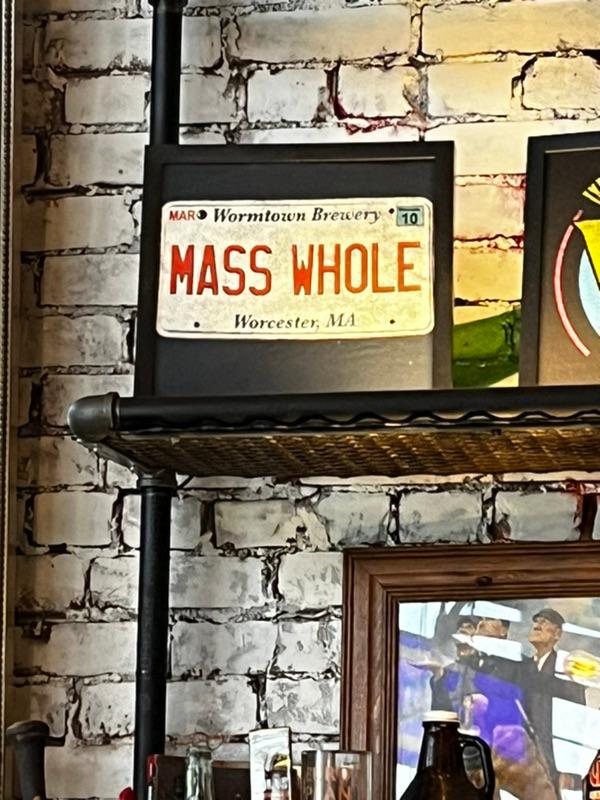 MAR Wormtown Brewery 10
MASS WHOLE
Worcester, MA